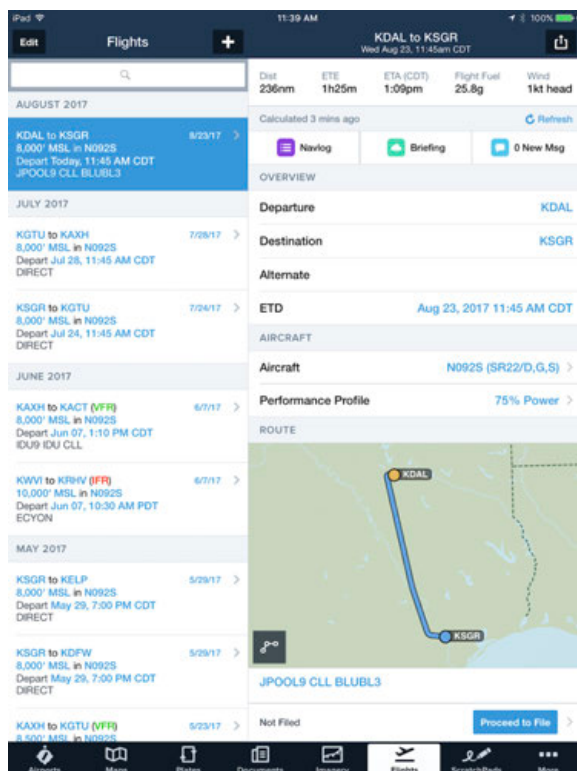 iPad
11:39 AM
100%
Edit
Flights
+
KDAL to KSGR
Wed Aug 23, 11:45am CDT
AUGUST 2017
KDAL to KSGR
8/23/17
8,000' MSL in N092S
Depart Today, 11:45 AM CDT
JPOOL9 CLL BLUBL3
JULY 2017
KGTU to KAXH
7/28/17
8,000' MSL in N092S
Depart Jul 28, 11:45 AM CDT
DIRECT
KSGR to KGTU
7/24/17
8,000' MSL in N092S
Depart Jul 24, 11:45 AM CDT
DIRECT
JUNE 2017
KAXH to KACT (VFR)
6/7/17
8,000' MSL in N092S
Depart Jun 07, 1:10 PM CDT
IDU9 IDU CLL
KWVI to KRHV (IFR)
6/7/17
10,000' MSL in N092S
Depart Jun 07, 10:30 AM PDT
ECYON
MAY 2017
KSGR to KELP
5/29/17
8,000' MSL in N092S
Depart May 29, 7:00 PM CDT
DIRECT
KSGR to KDFW
5/29/17
8,000' MSL in N092S
Depart May 29, 7:00 PM CDT
DIRECT
KAXH to KGTU (VFR)
5/23/17
8,500' MSL in N092S
Dist
ETE
ETA (CDT)
Flight Fuel
Wind
236nm
1h25m
1:09pm
25.8g
1kt head
Calculated 3 mins ago
Refresh
Navlog
Briefing
0 New Msg
OVERVIEW
Departure
KDAL
Destination
KSGR
Alternate
ETD
Aug 23, 2017 11:45 AM CDT
AIRCRAFT
Aircraft
N092S (SR22/D,G,S)
Performance Profile
75% Power
ROUTE
KDAL
KSGR
JPOOL9 CLL BLUBL3
Not Filed
Proceed to File
Airports
Maps
Plates
Documents
Imagery
Flights
ScratchPads
More